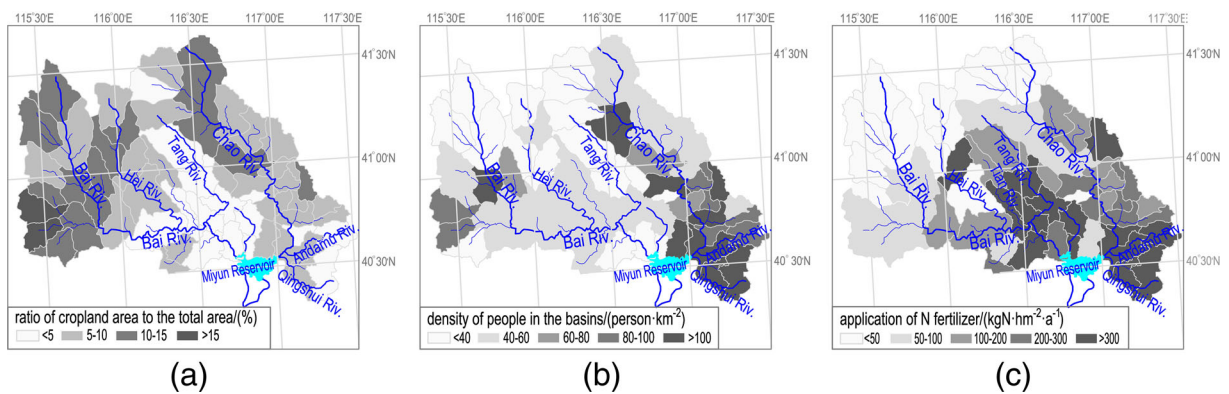 115°30'E 116°00' 116°30' 117°00' 117°30'E
41°30'N
41°00'N
40°30'N
Bai Riv.
Hei Riv.
Tang Riv.
Chao Riv.
Bai Riv.
Andamu Riv.
Miyun Reservoir
Qingshui Riv.
ratio of cropland area to the total area/(%)
<5 5-10 10-15 >15
(a)
115°30'E 116°00' 116°30' 117°00' 117°30'E
41°30'N
41°00'N
40°30'N
Bai Riv.
Hei Riv.
Tang Riv.
Chao Riv.
Bai Riv.
Andamu Riv.
Miyun Reservoir
Qingshui Riv.
density of people in the basins/(person·km⁻²)
<40 40-60 60-80 80-100 >100
(b)
115°30'E 116°00' 116°30' 117°00' 117°30'E
41°30'N
41°00'N
40°30'N
Bai Riv.
Hei Riv.
Tang Riv.
Tian Riv.
Chao Riv.
Bai Riv.
Andamu Riv.
Miyun Reservoir
Qingshui Riv.
application of N fertilizer/(kgN·hm⁻²·a⁻¹)
<50 50-100 100-200 200-300 >300
(c)